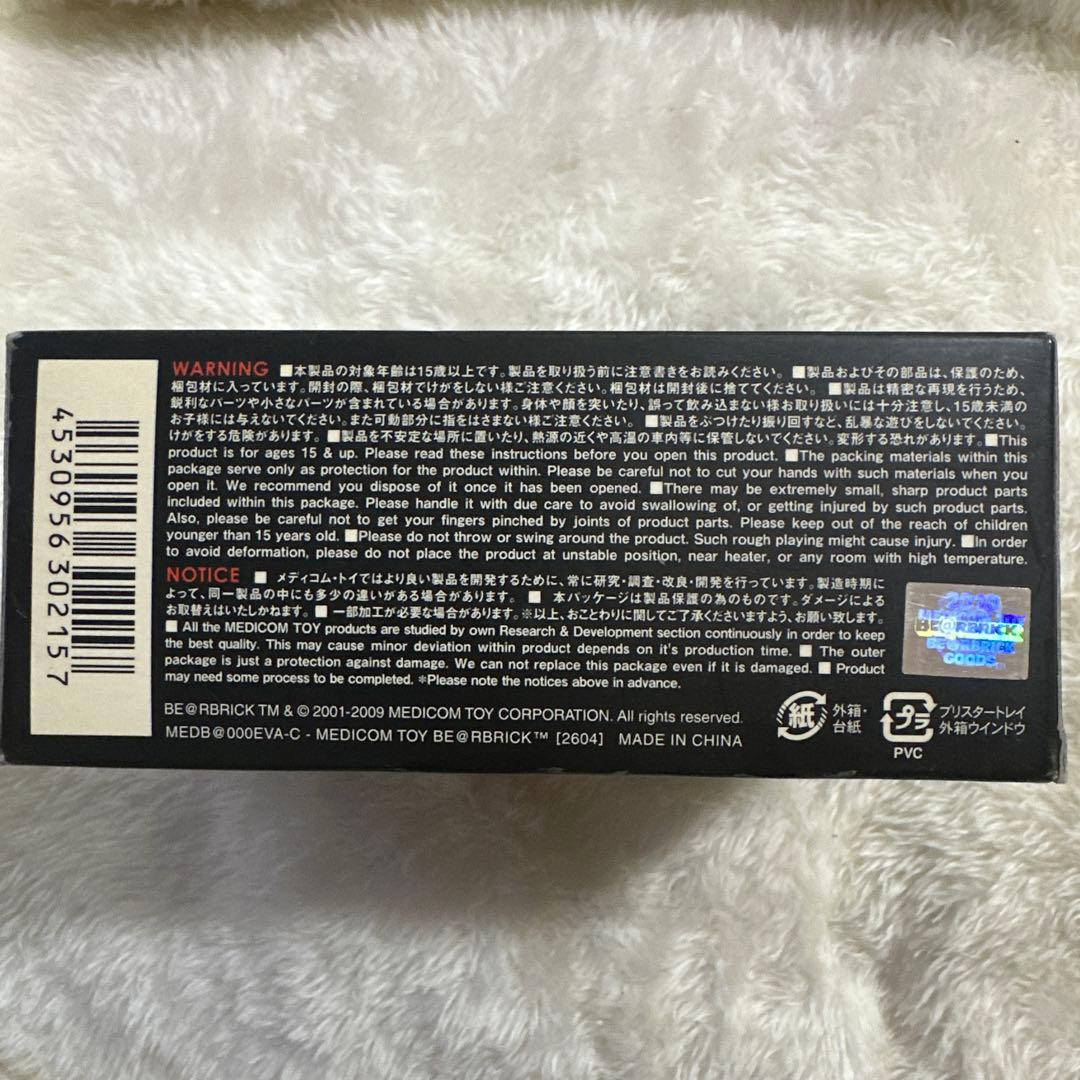 4530956302157
WARNING ■本製品の対象年齢は15歳以上です。製品を取り扱う前に注意書きをお読みください。 ■製品およびその部品は、保護のため、
梱包材に入っています。開封の際、梱包材でけがをしない様ご注意ください。梱包材は開封後に捨ててください。 ■製品は精密な再現を行うため、
鋭利なパーツや小さなパーツが含まれている場合があります。身体や顔を突いたり、誤って飲み込まない様お取り扱いには十分注意し、15歳未満の
お子様には与えないでください。また可動部分に指をはさまない様ご注意ください。 ■製品をぶつけたり振り回すなど、乱暴な遊びをしないでください。
けがをする危険があります。 ■製品を不安定な場所に置いたり、熱源の近くや高温の車内等に保管しないでください。変形する恐れがあります。■This
product is for ages 15 & up. Please read these instructions before you open this product. ■The packing materials within this
package serve only as protection for the product within. Please be careful not to cut your hands with such materials when you
open it. We recommend you dispose of it once it has been opened. ■There may be extremely small, sharp product parts
included within this package. Please handle it with due care to avoid swallowing of, or getting injured by such product parts.
Also, please be careful not to get your fingers pinched by joints of product parts. Please keep out of the reach of children
younger than 15 years old. ■Please do not throw or swing around the product. Such rough playing might cause injury. ■In order
to avoid deformation, please do not place the product at unstable position, near heater, or any room with high temperature.
NOTICE ■ メディコム・トイではより良い製品を開発するために、常に研究・調査・改良・開発を行っています。製造時期に
よって、同一製品の中にも多少の違いがある場合があります。 ■ 本パッケージは製品保護の為のものです。ダメージによる
お取替えはいたしかねます。■ 一部加工が必要な場合があります。※以上、おことわりに関してご了承くださいますよう、お願い致します。
■ All the MEDICOM TOY products are studied by own Research & Development section continuously in order to keep
the best quality. This may cause minor deviation within product depends on it's production time. ■ The outer
package is just a protection against damage. We can not replace this package even if it is damaged. ■ Product
may need some process to be completed. *Please note the notices above in advance.
BE@RBRICK TM & © 2001-2009 MEDICOM TOY CORPORATION. All rights reserved.
MEDB@000EVA-C - MEDICOM TOY BE@RBRICK™ [2604] MADE IN CHINA
BE@RBRICK
BE@RBRICK
GOODS
紙 外箱・
台紙
プラ ブリスタートレイ
外箱ウインドウ
PVC